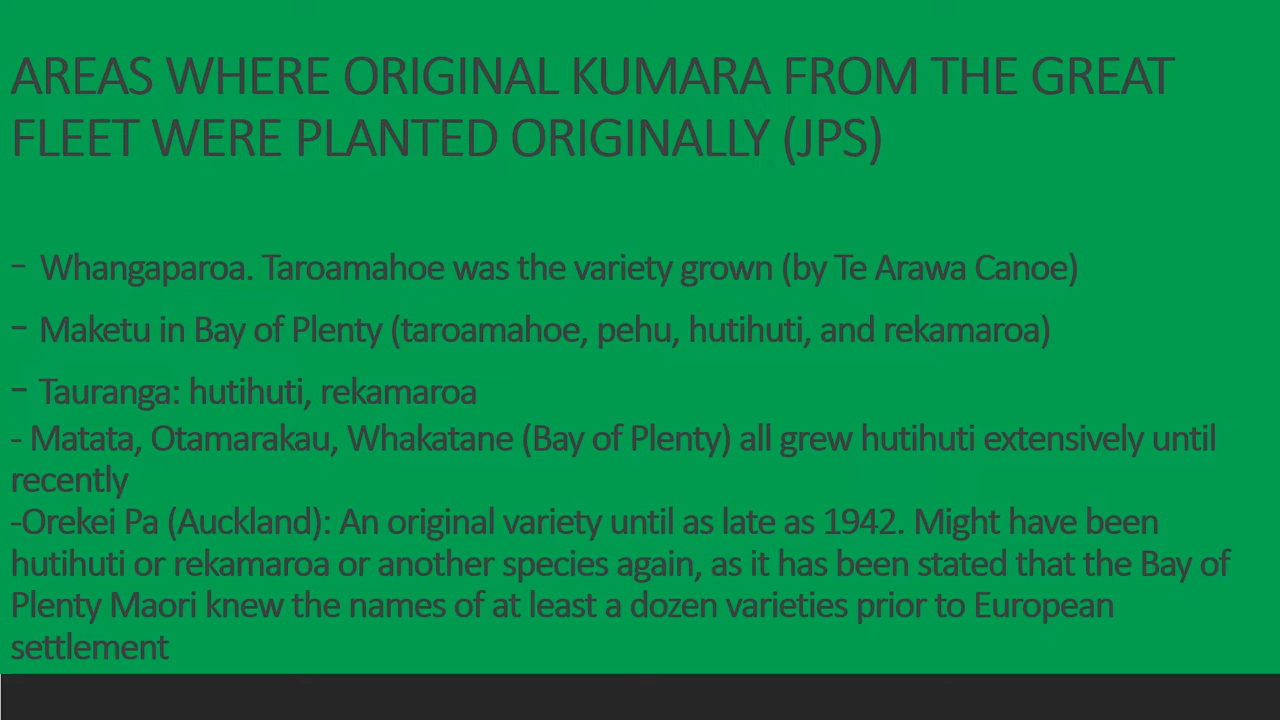 AREAS WHERE ORIGINAL KUMARA FROM THE GREAT
FLEET WERE PLANTED ORIGINALLY (JPS)
- Whangaparoa. Taroamahoe was the variety grown (by Te Arawa Canoe)
- Maketu in Bay of Plenty (taroamahoe, pehu, hutihuti, and rekamaroa)
- Tauranga: hutihuti, rekamaroa
- Matata, Otamarakau, Whakatane (Bay of Plenty) all grew hutihuti extensively until
recently
-Orekei Pa (Auckland): An original variety until as late as 1942. Might have been
hutihuti or rekamaroa or another species again, as it has been stated that the Bay of
Plenty Maori knew the names of at least a dozen varieties prior to European
settlement